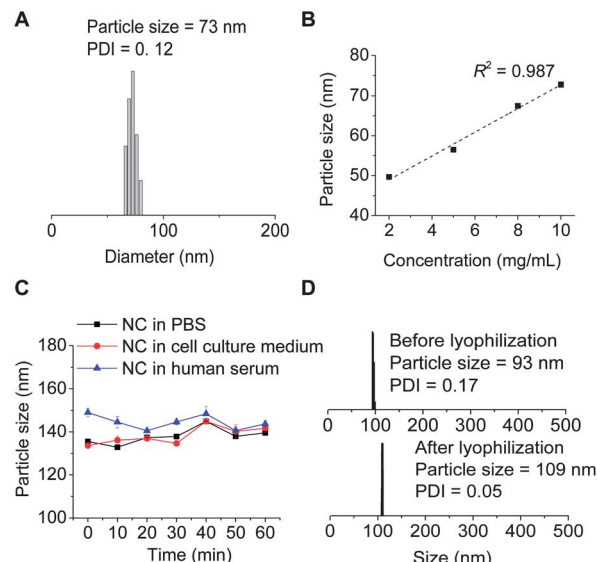 A
Particle size = 73 nm
PDI = 0. 12
0 100 200
Diameter (nm)
B
R² = 0.987
80
70
60
50
40
2 4 6 8 10
Particle size (nm)
Concentration (mg/mL)
C
NC in PBS
NC in cell culture medium
NC in human serum
180
160
140
120
100
0 10 20 30 40 50 60
Particle size (nm)
Time (min)
D
Before lyophilization
Particle size = 93 nm
PDI = 0.17
0 100 200 300 400 500
After lyophilization
Particle size = 109 nm
PDI = 0.05
0 100 200 300 400 500
Size (nm)